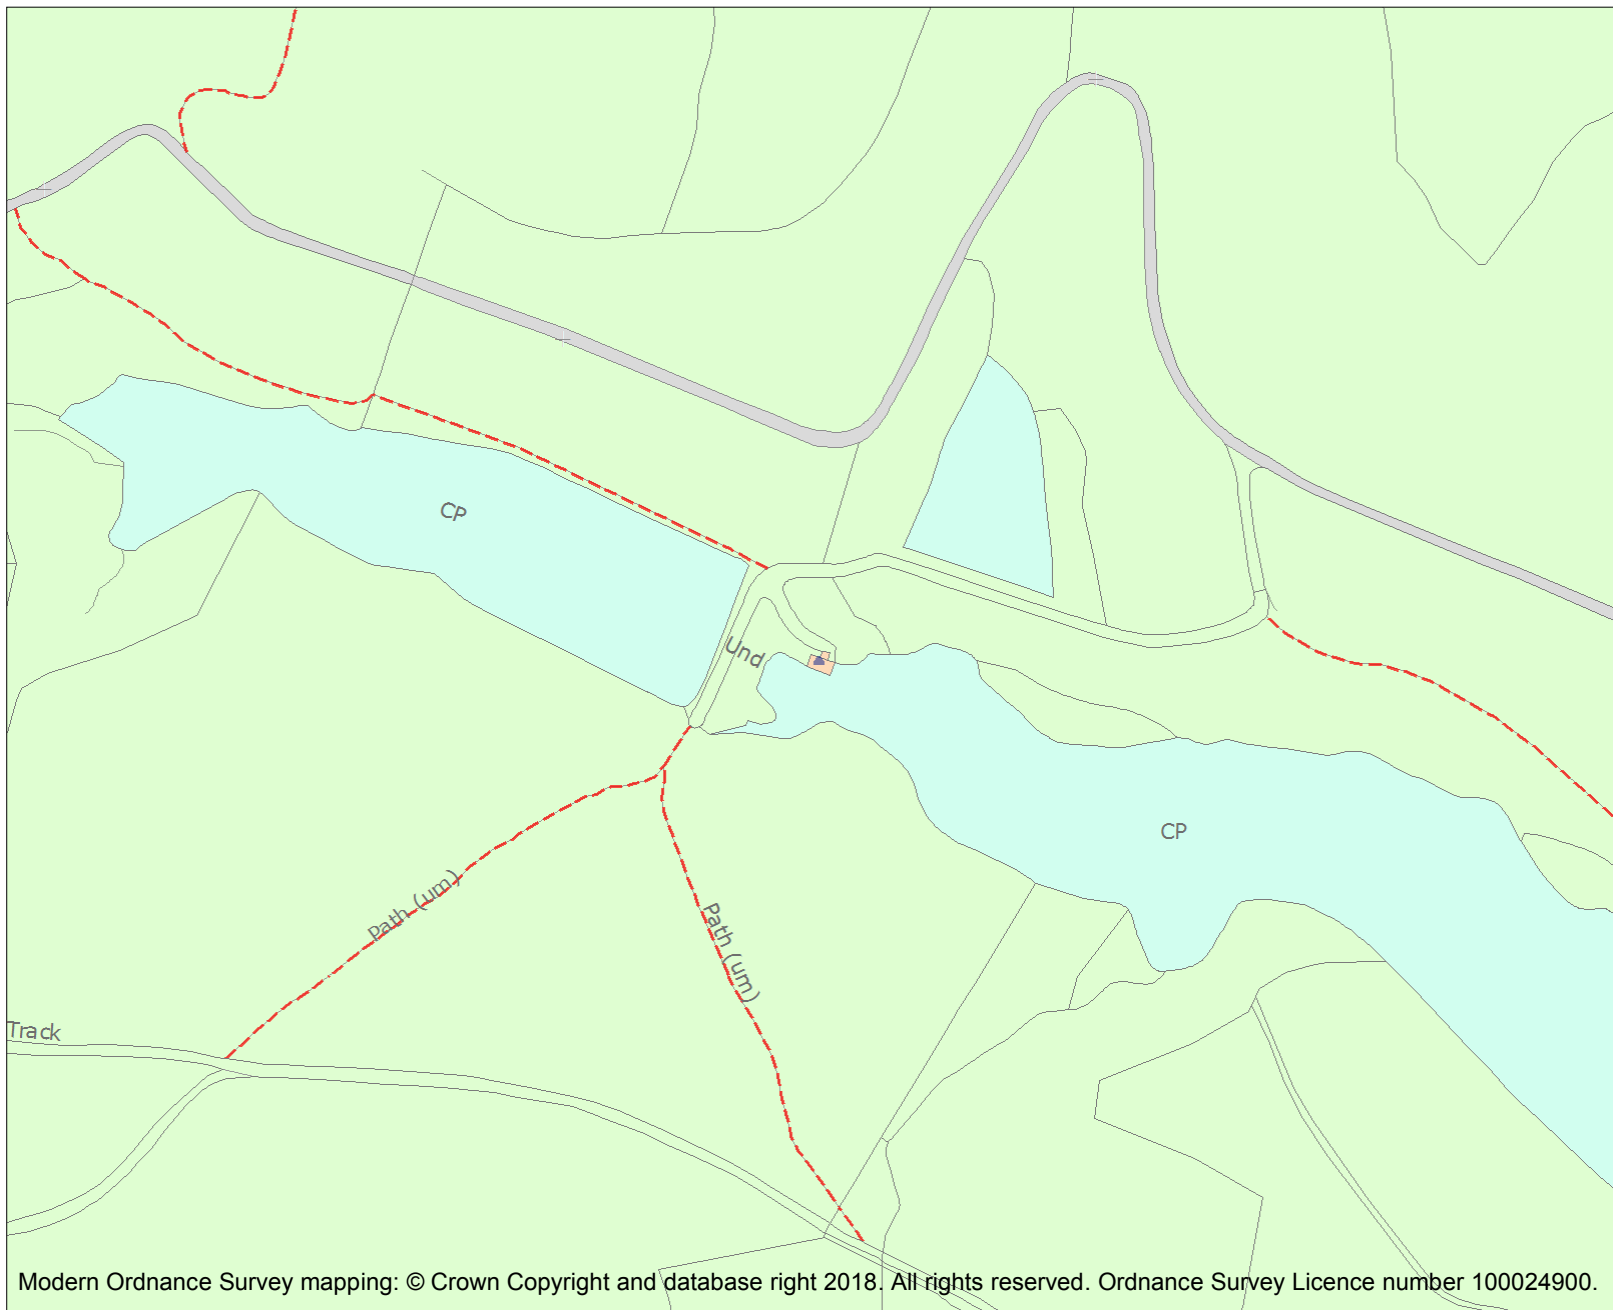 CP
Und
CP
Path (um)
Path (um)
Track
Modern Ordnance Survey mapping: © Crown Copyright and database right 2018. All rights reserved. Ordnance Survey Licence number 100024900.